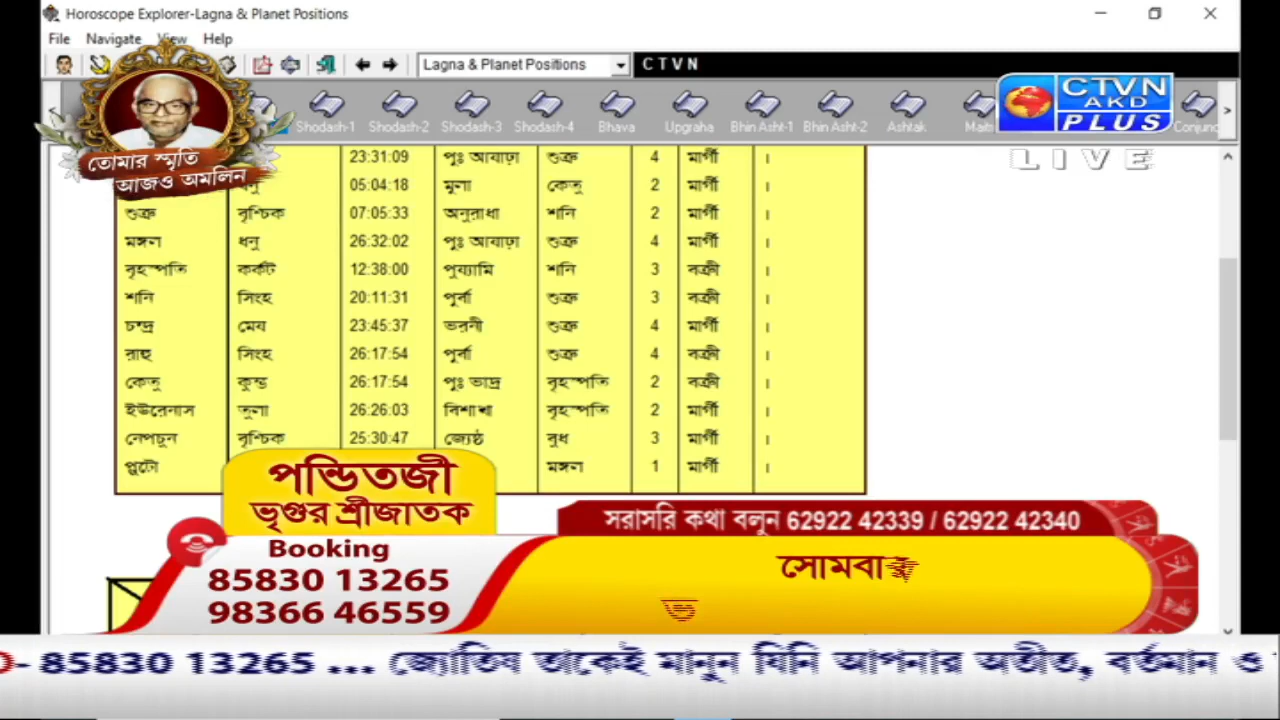 Horoscope Explorer-Lagna & Planet Positions
File Navigate View Help
Lagna & Planet Positions
C T V N
Shodash-1 Shodash-2 Shodash-3 Shodash-4 Bhava Upgraha Bhin Asht-1 Bhin Asht-2 Ashtak
CTVN
AKD
PLUS
LIVE
তোমার স্মৃতি
আজও অমলিন
23:31:09 পুঃ আষাঢ়া শুক্র 4 মার্গী ।
ধনু 05:04:18 মুলা কেতু 2 মার্গী ।
শুক্র বৃশ্চিক 07:05:33 অনুরাধা শনি 2 মার্গী ।
মঙ্গল ধনু 26:32:02 পুঃ আষাঢ়া শুক্র 4 মার্গী ।
বৃহস্পতি কর্কট 12:38:00 পুষ্যামি শনি 3 বক্রী ।
শনি সিংহ 20:11:31 পুর্বা শুক্র 3 বক্রী ।
চন্দ্র মেষ 23:45:37 ভরনী শুক্র 4 মার্গী ।
রাহু সিংহ 26:17:54 পুর্বা শুক্র 4 বক্রী ।
কেতু কুম্ভ 26:17:54 পুঃ ভাদ্র বৃহস্পতি 2 বক্রী ।
ইউরেনাস তুলা 26:26:03 বিশাখা বৃহস্পতি 2 মার্গী ।
নেপচুন বৃশ্চিক 25:30:47 জ্যেষ্ঠ বুধ 3 মার্গী ।
প্লুটো মঙ্গল 1 মার্গী ।
পন্ডিতজী
ভৃগুর শ্রীজাতক
সরাসরি কথা বলুন 62922 42339 / 62922 42340
Booking
85830 13265
98366 46559
সোমবার
- 85830 13265 ... জ্যোতিষ তাকেই মানুন যিনি আপনার অতীত, বর্তমান ও